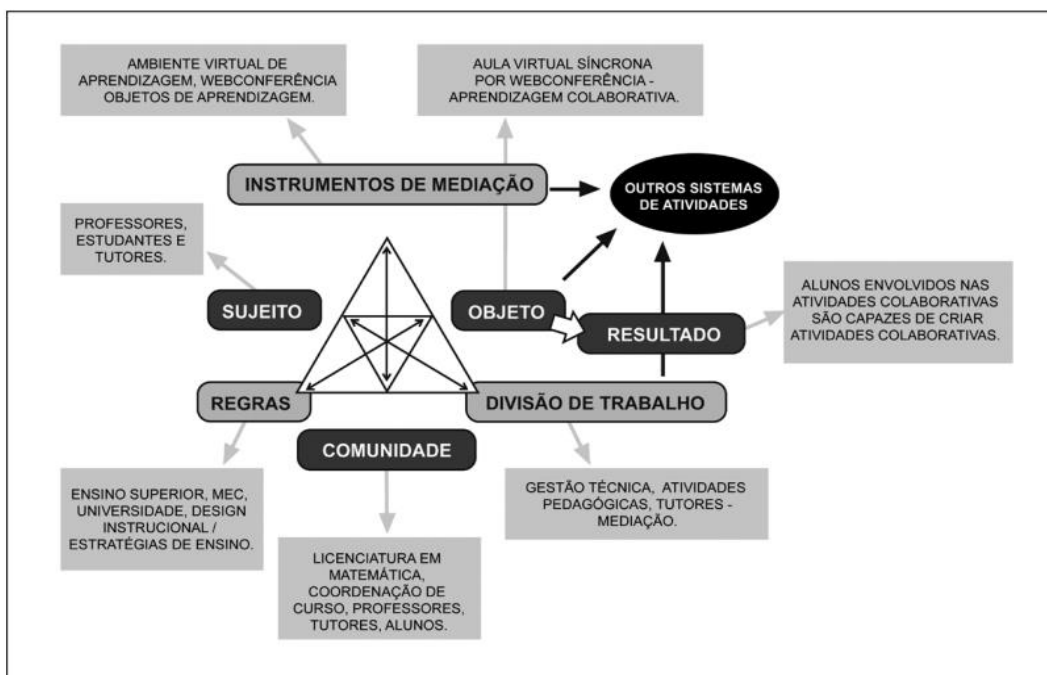 AMBIENTE VIRTUAL DE
APRENDIZAGEM, WEBCONFERÊNCIA
OBJETOS DE APRENDIZAGEM.
AULA VIRTUAL SÍNCRONA
POR WEBCONFERÊNCIA -
APRENDIZAGEM COLABORATIVA.
INSTRUMENTOS DE MEDIAÇÃO
OUTROS SISTEMAS
DE ATIVIDADES
PROFESSORES,
ESTUDANTES E
TUTORES.
SUJEITO
OBJETO
RESULTADO
ALUNOS ENVOLVIDOS NAS
ATIVIDADES COLABORATIVAS
SÃO CAPAZES DE CRIAR
ATIVIDADES COLABORATIVAS.
REGRAS
DIVISÃO DE TRABALHO
COMUNIDADE
ENSINO SUPERIOR, MEC,
UNIVERSIDADE, DESIGN
INSTRUCIONAL /
ESTRATÉGIAS DE ENSINO.
GESTÃO TÉCNICA, ATIVIDADES
PEDAGÓGICAS, TUTORES -
MEDIAÇÃO.
LICENCIATURA EM
MATEMÁTICA,
COORDENAÇÃO DE
CURSO, PROFESSORES,
TUTORES, ALUNOS.